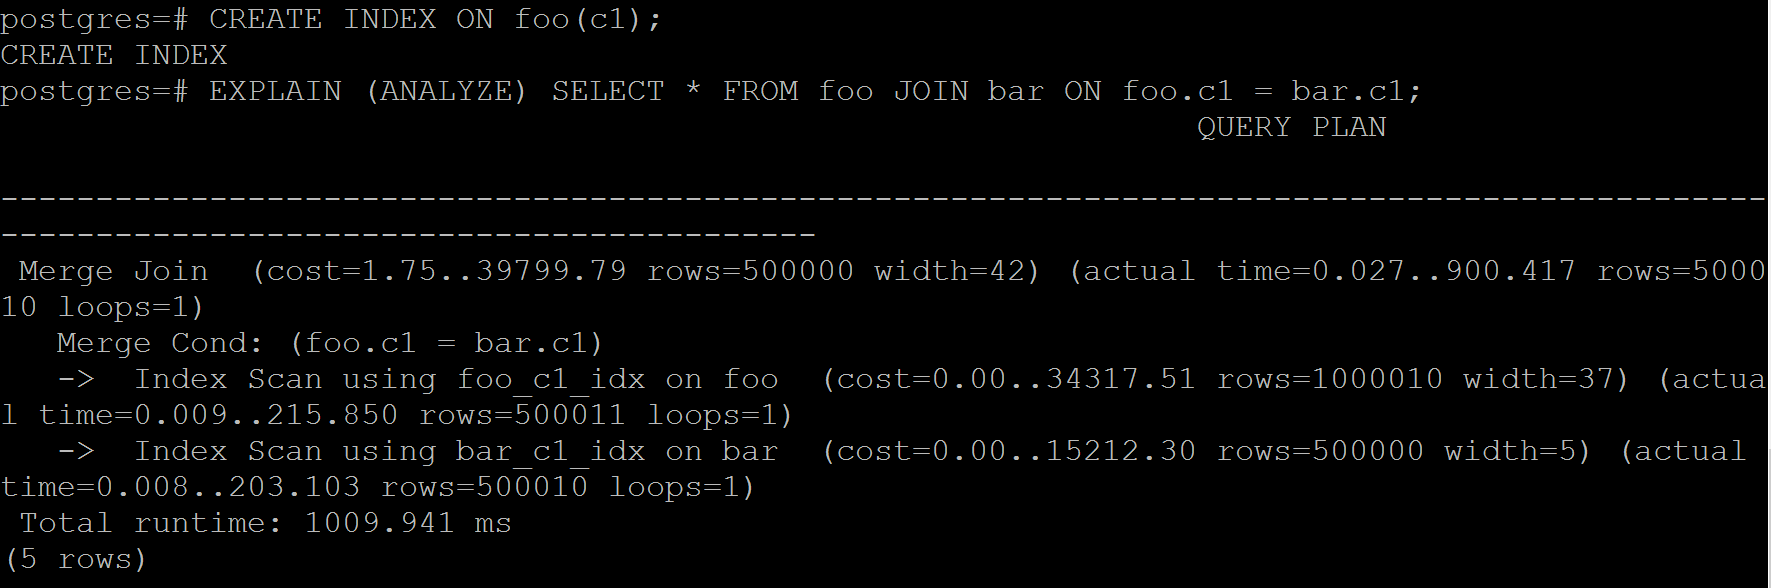 postgres=# CREATE INDEX ON foo(c1);
CREATE INDEX
postgres=# EXPLAIN (ANALYZE) SELECT * FROM foo JOIN bar ON foo.c1 = bar.c1;
QUERY PLAN
---------------------------------------------------------------------------------------------
-------------------------------------------
Merge Join  (cost=1.75..39799.79 rows=500000 width=42) (actual time=0.027..900.417 rows=5000
10 loops=1)
Merge Cond: (foo.c1 = bar.c1)
->  Index Scan using foo_c1_idx on foo  (cost=0.00..34317.51 rows=1000010 width=37) (actua
l time=0.009..215.850 rows=500011 loops=1)
->  Index Scan using bar_c1_idx on bar  (cost=0.00..15212.30 rows=500000 width=5) (actual
time=0.008..203.103 rows=500010 loops=1)
Total runtime: 1009.941 ms
(5 rows)